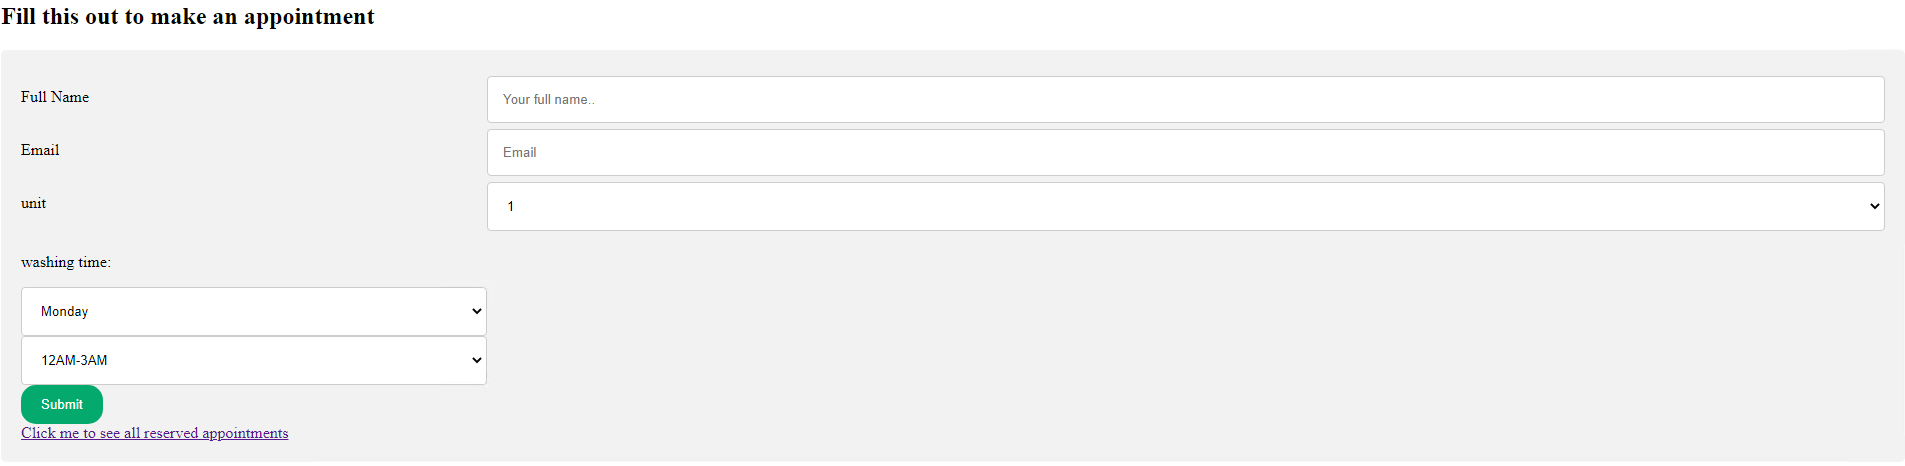 Fill this out to make an appointment
Full Name
Your full name..
Email
Email
unit
1
washing time:
Monday
12AM-3AM
Submit
Click me to see all reserved appointments